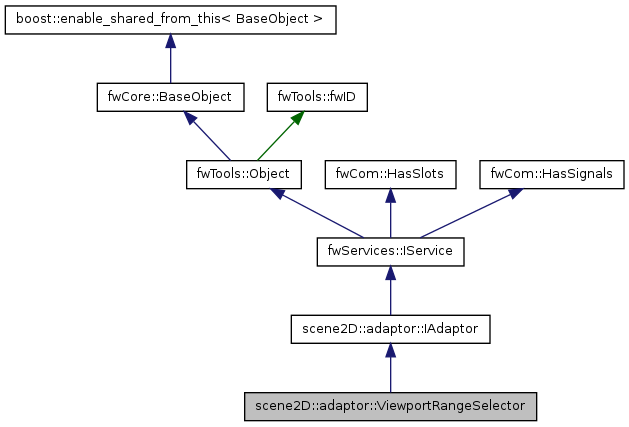 boost::enable_shared_from_this< BaseObject >
fwCore::BaseObject
fwTools::fwID
fwTools::Object
fwCom::HasSlots
fwCom::HasSignals
fwServices::IService
scene2D::adaptor::IAdaptor
scene2D::adaptor::ViewportRangeSelector